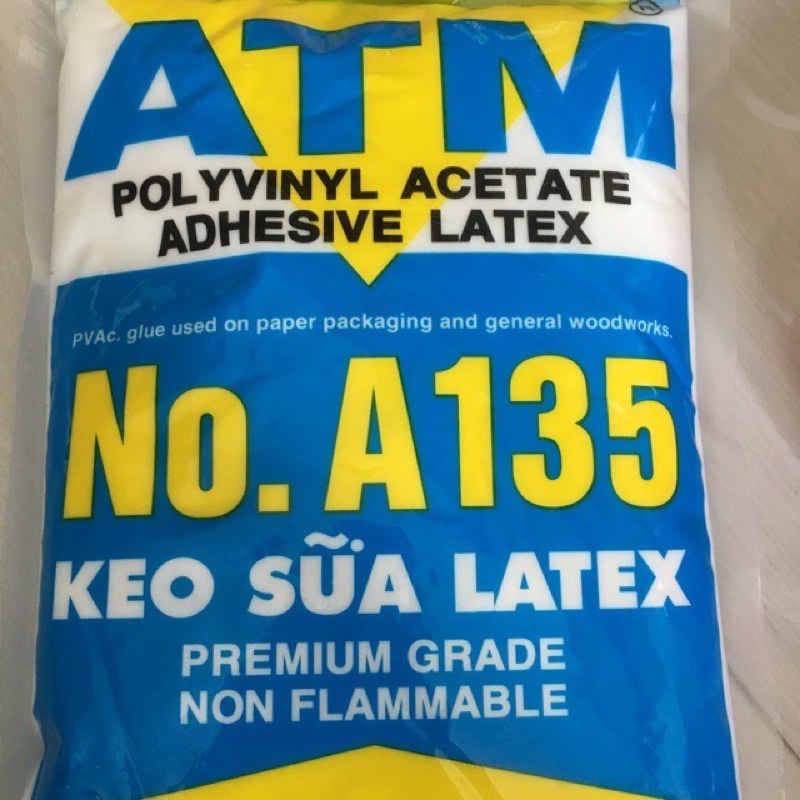 ATM
POLYVINYL ACETATE
ADHESIVE LATEX
PVAc. glue used on paper packaging and general woodworks.
No. A135
KEO SỮA LATEX
PREMIUM GRADE
NON FLAMMABLE